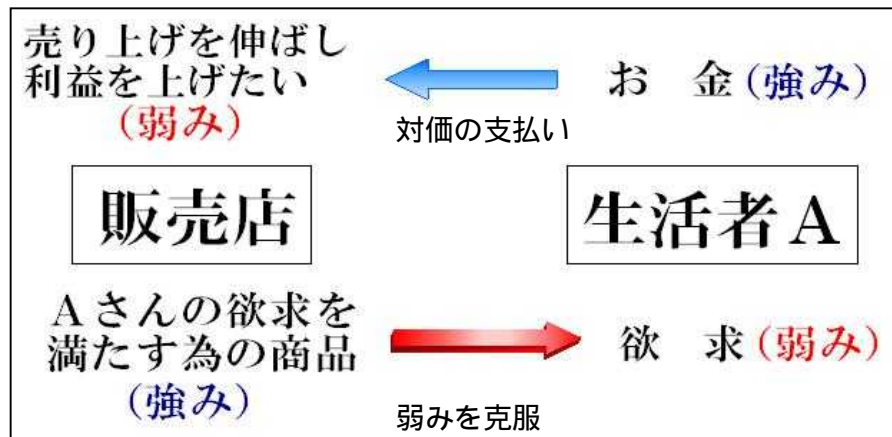 売り上げを伸ばし
利益を上げたい
(弱み)
お 金(強み)
対価の支払い
販売店
生活者A
Aさんの欲求を
満たす為の商品
(強み)
欲 求(弱み)
弱みを克服